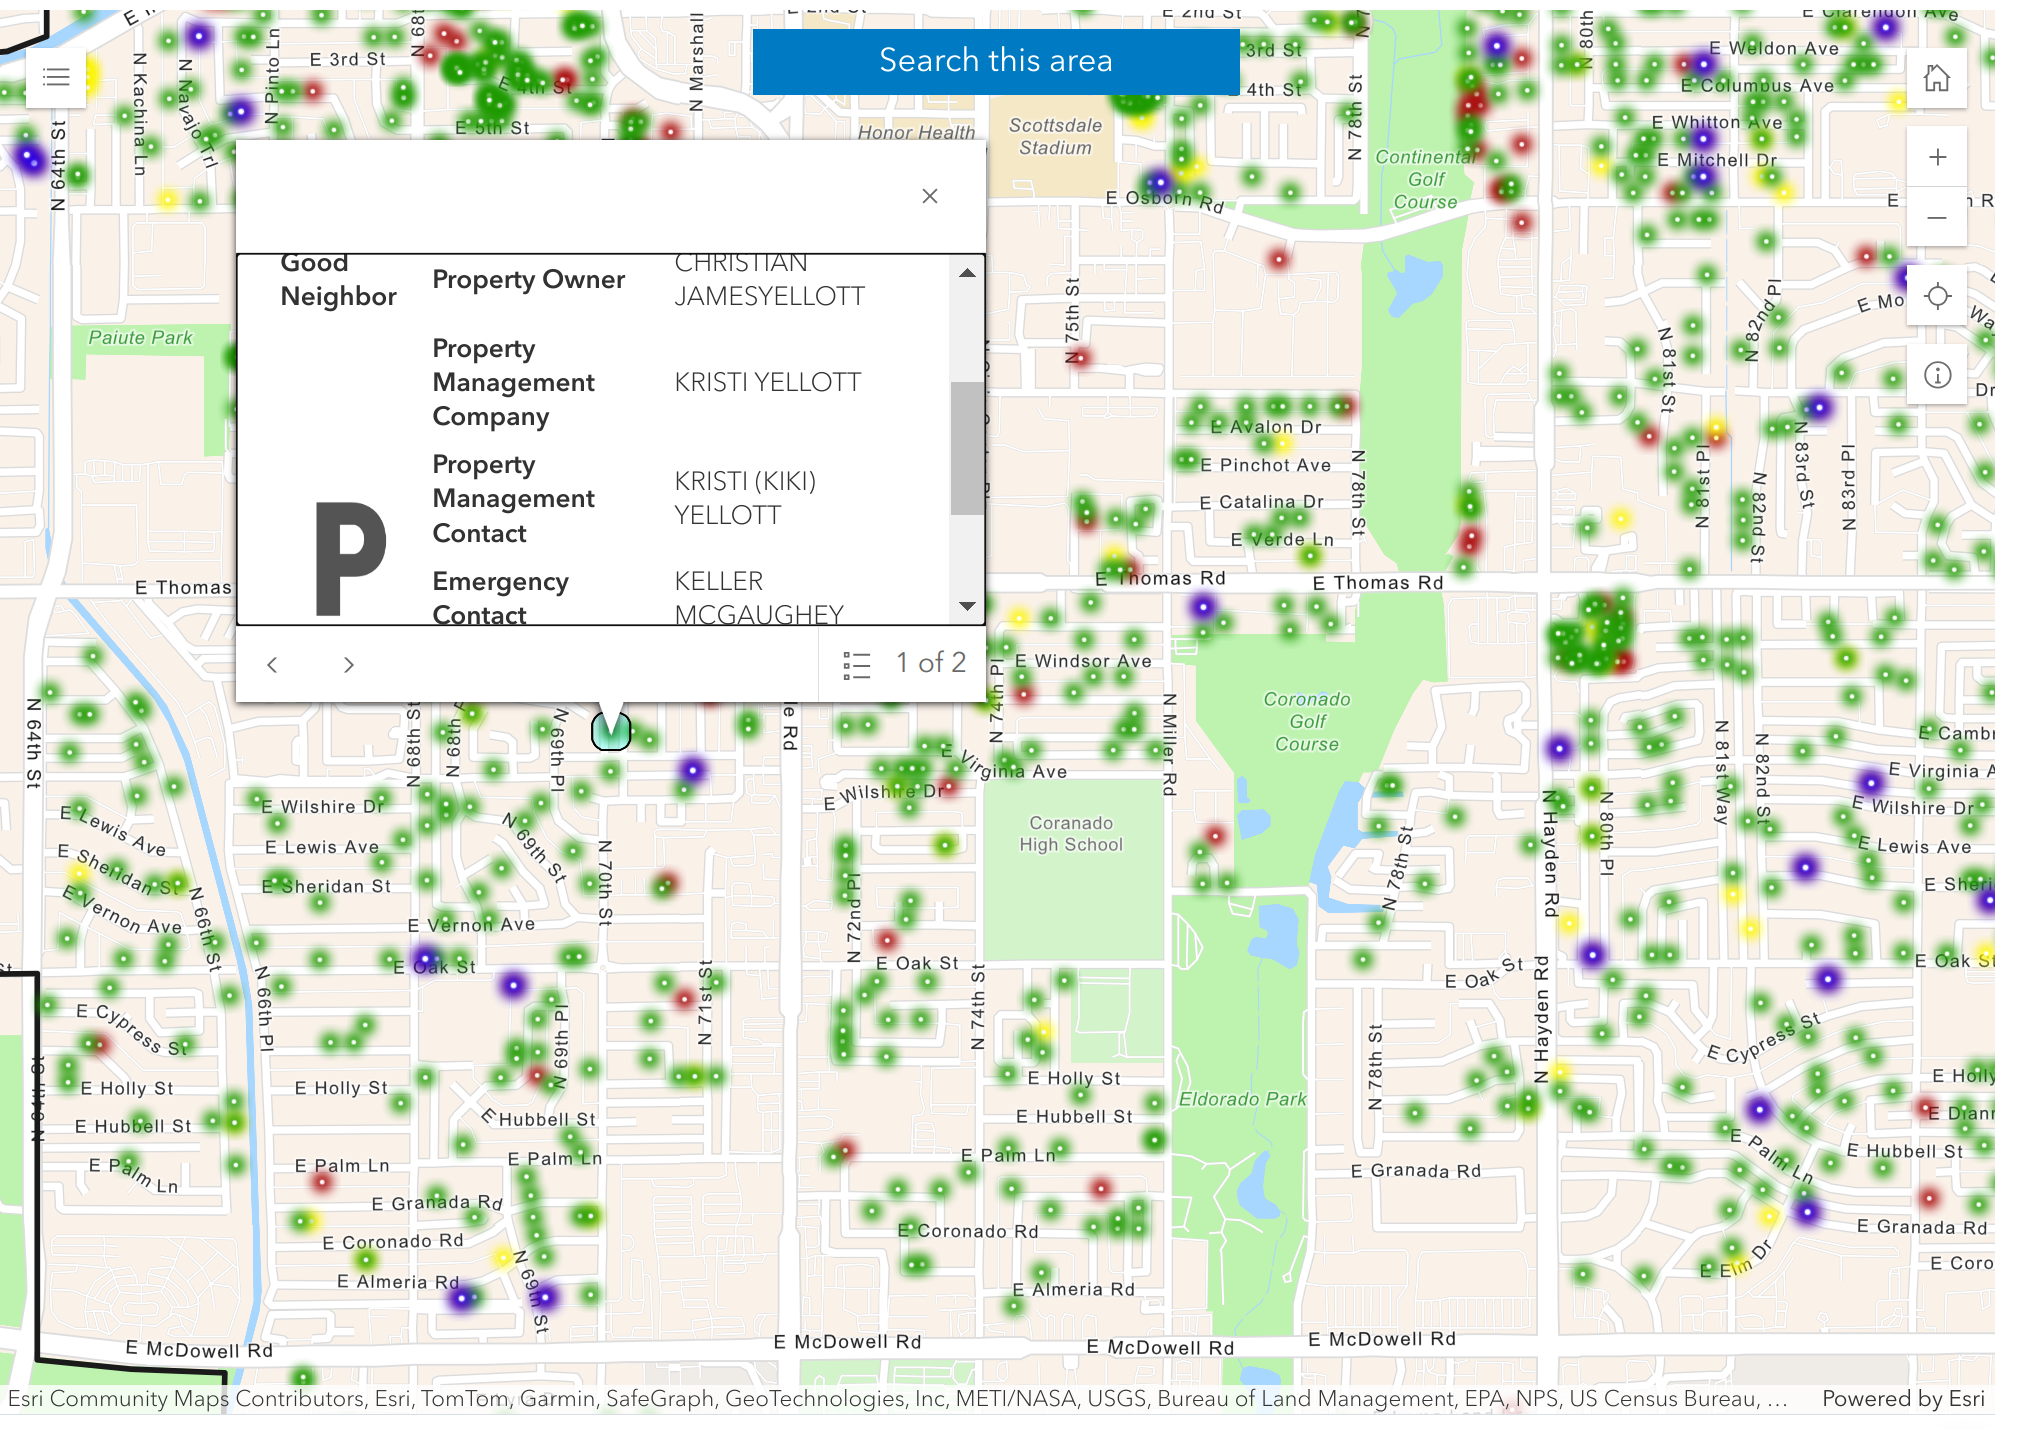 E 2nd St
E Clarendon Ave
E 3rd St
N 68th
Search this area
3rd St
E Weldon Ave
N Kachina Ln
N Navajo Trl
N Pinto Ln
E 4th St
N Marshall
4th St
N 78th St
N 80th
E Columbus Ave
E 5th St
Honor Health
Scottsdale
Stadium
E Whitton Ave
N 64th St
Continental
Golf
Course
E Mitchell Dr
E Osborn Rd
Good
Neighbor
Property Owner
CHRISTIAN
JAMESYELLOTT
Property
Management
Company
KRISTI YELLOTT
Property
Management
Contact
KRISTI (KIKI)
YELLOTT
P
Emergency
Contact
KELLER
MCGAUGHEY
1 of 2
Paiute Park
N 75th St
N 82nd Pl
E Mo
N 81st St
Dr
E Avalon Dr
E Pinchot Ave
E Catalina Dr
E Verde Ln
N 78th St
N 81st Pl
N 82nd St
N 83rd St
N 83rd Pl
E Thomas
E Thomas Rd
E Thomas Rd
E Windsor Ave
N 74th Pl
N Miller Rd
Coronado
Golf
Course
N 64th St
N 68th St
N 68th
N 69th Pl
le Rd
E Virginia Ave
E Wilshire Dr
N 81st Way
N 82nd St
E Cambr
E Virginia A
E Wilshire Dr
E Wilshire Dr
E Lewis Ave
E Lewis Ave
E Lewis Ave
N 69th St
N 70th St
Coranado
High School
N Hayden Rd
N 80th Pl
N 78th St
E Sheridan St
E Sheridan St
E Sheri
E Vernon Ave
E Vernon Ave
N 66th St
N 72nd Pl
E Oak St
E Oak St
E Oak St
E Oak St
N 66th Pl
N 71st St
N 74th St
N Hayden Rd
E Cypress St
E Cypress St
N 69th Pl
N 78th St
E Holly St
E Holly St
E Holly St
E Holly
E Hubbell St
E Hubbell St
E Hubbell St
Eldorado Park
E Diann
E Hubbell St
E Palm Ln
E Palm Ln
E Palm Ln
E Palm Ln
E Palm Ln
E Granada Rd
E Granada Rd
E Granada Rd
E Coronado Rd
E Coronado Rd
E Coro
E Elm Dr
E Almeria Rd
E Almeria Rd
N 69th St
E McDowell Rd
E McDowell Rd
E McDowell Rd
E McDowell Rd
Esri Community Maps Contributors, Esri, TomTom, Garmin, SafeGraph, GeoTechnologies, Inc, METI/NASA, USGS, Bureau of Land Management, EPA, NPS, US Census Bureau, ...
Powered by Esri